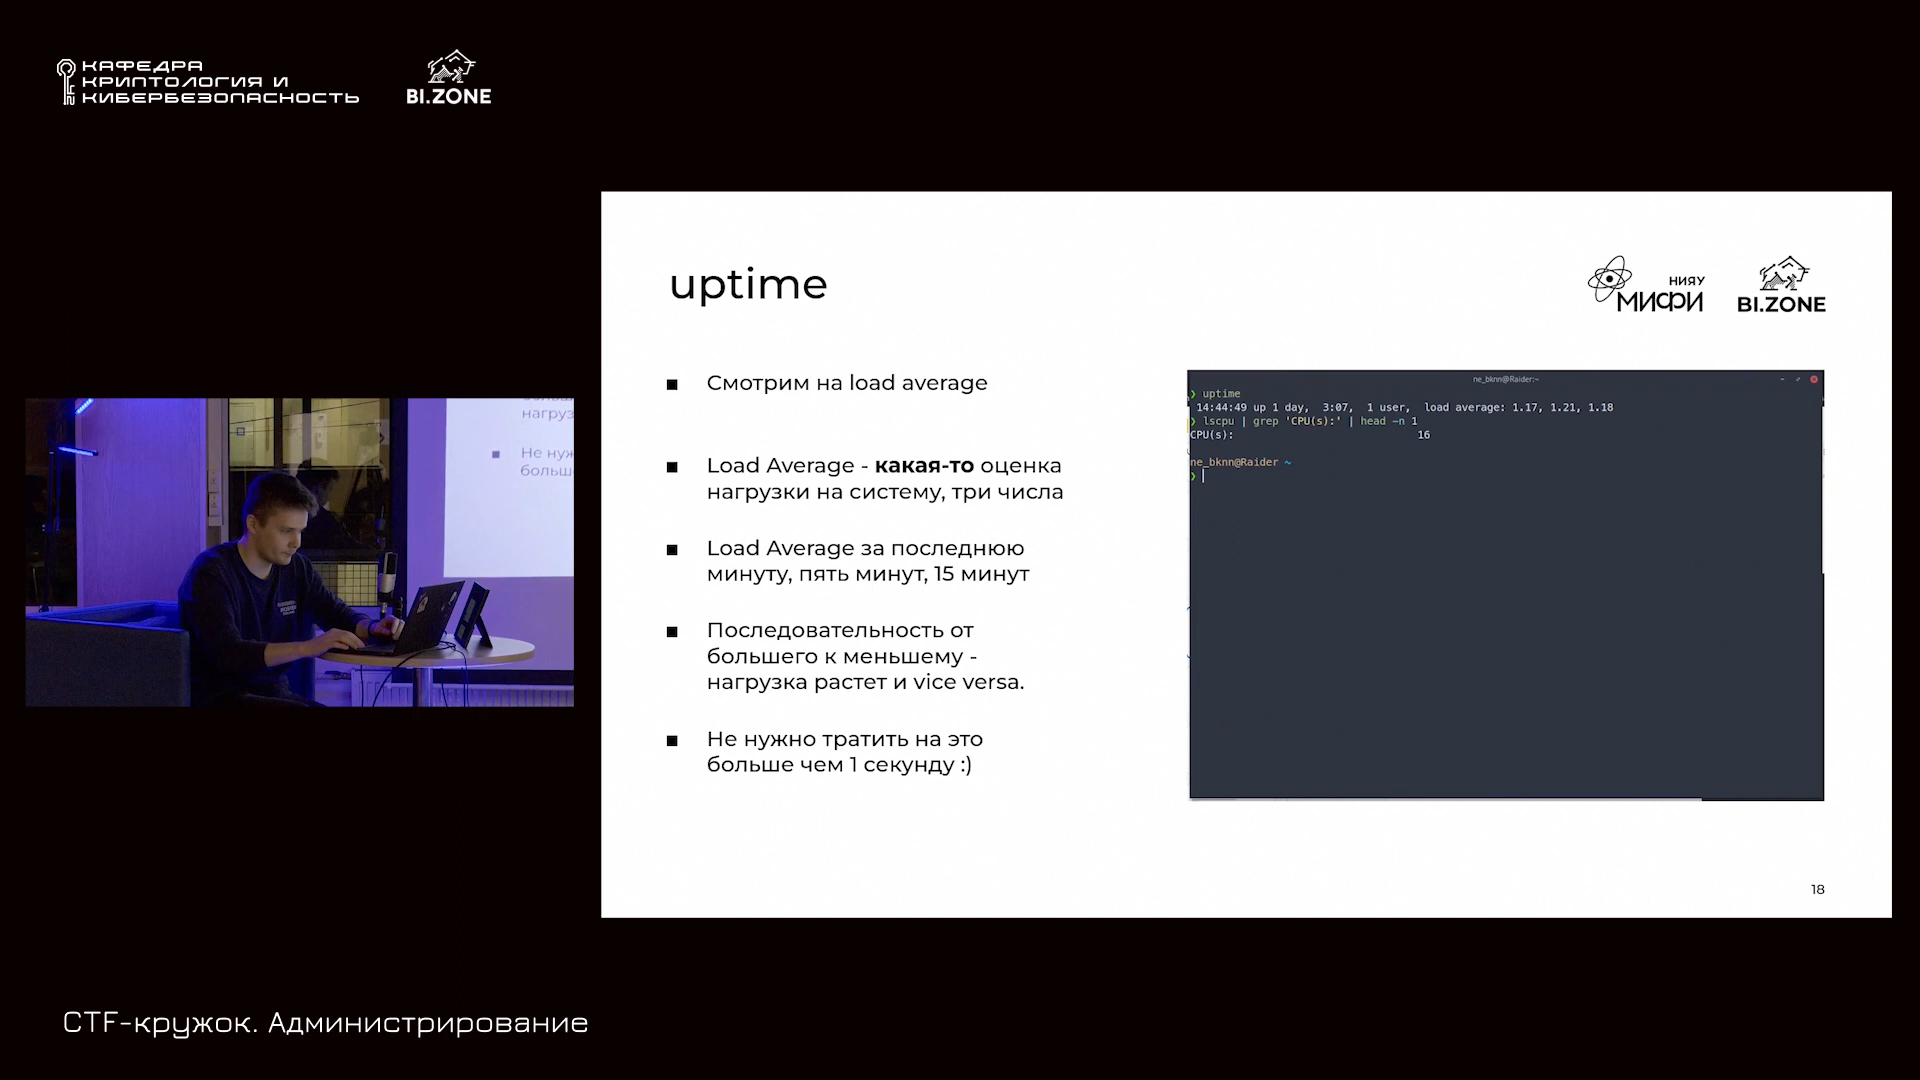 КАФЕДРА
КРИПТОЛОГИЯ И
КИБЕРБЕЗОПАСНОСТЬ
BI.ZONE
нагруз
Не нуж
больш
uptime
НИЯУ
МИФИ
BI.ZONE
Смотрим на load average
Load Average - какая-то оценка
нагрузки на систему, три числа
Load Average за последнюю
минуту, пять минут, 15 минут
Последовательность от
большего к меньшему -
нагрузка растет и vice versa.
Не нужно тратить на это
больше чем 1 секунду :)
ne_bknn@Raider:~
❯ uptime
14:44:49 up 1 day,  3:07,  1 user,  load average: 1.17, 1.21, 1.18
❯ lscpu | grep 'CPU(s):' | head -n 1
CPU(s): 16
ne_bknn@Raider ~
❯
18
CTF-кружок. Администрирование